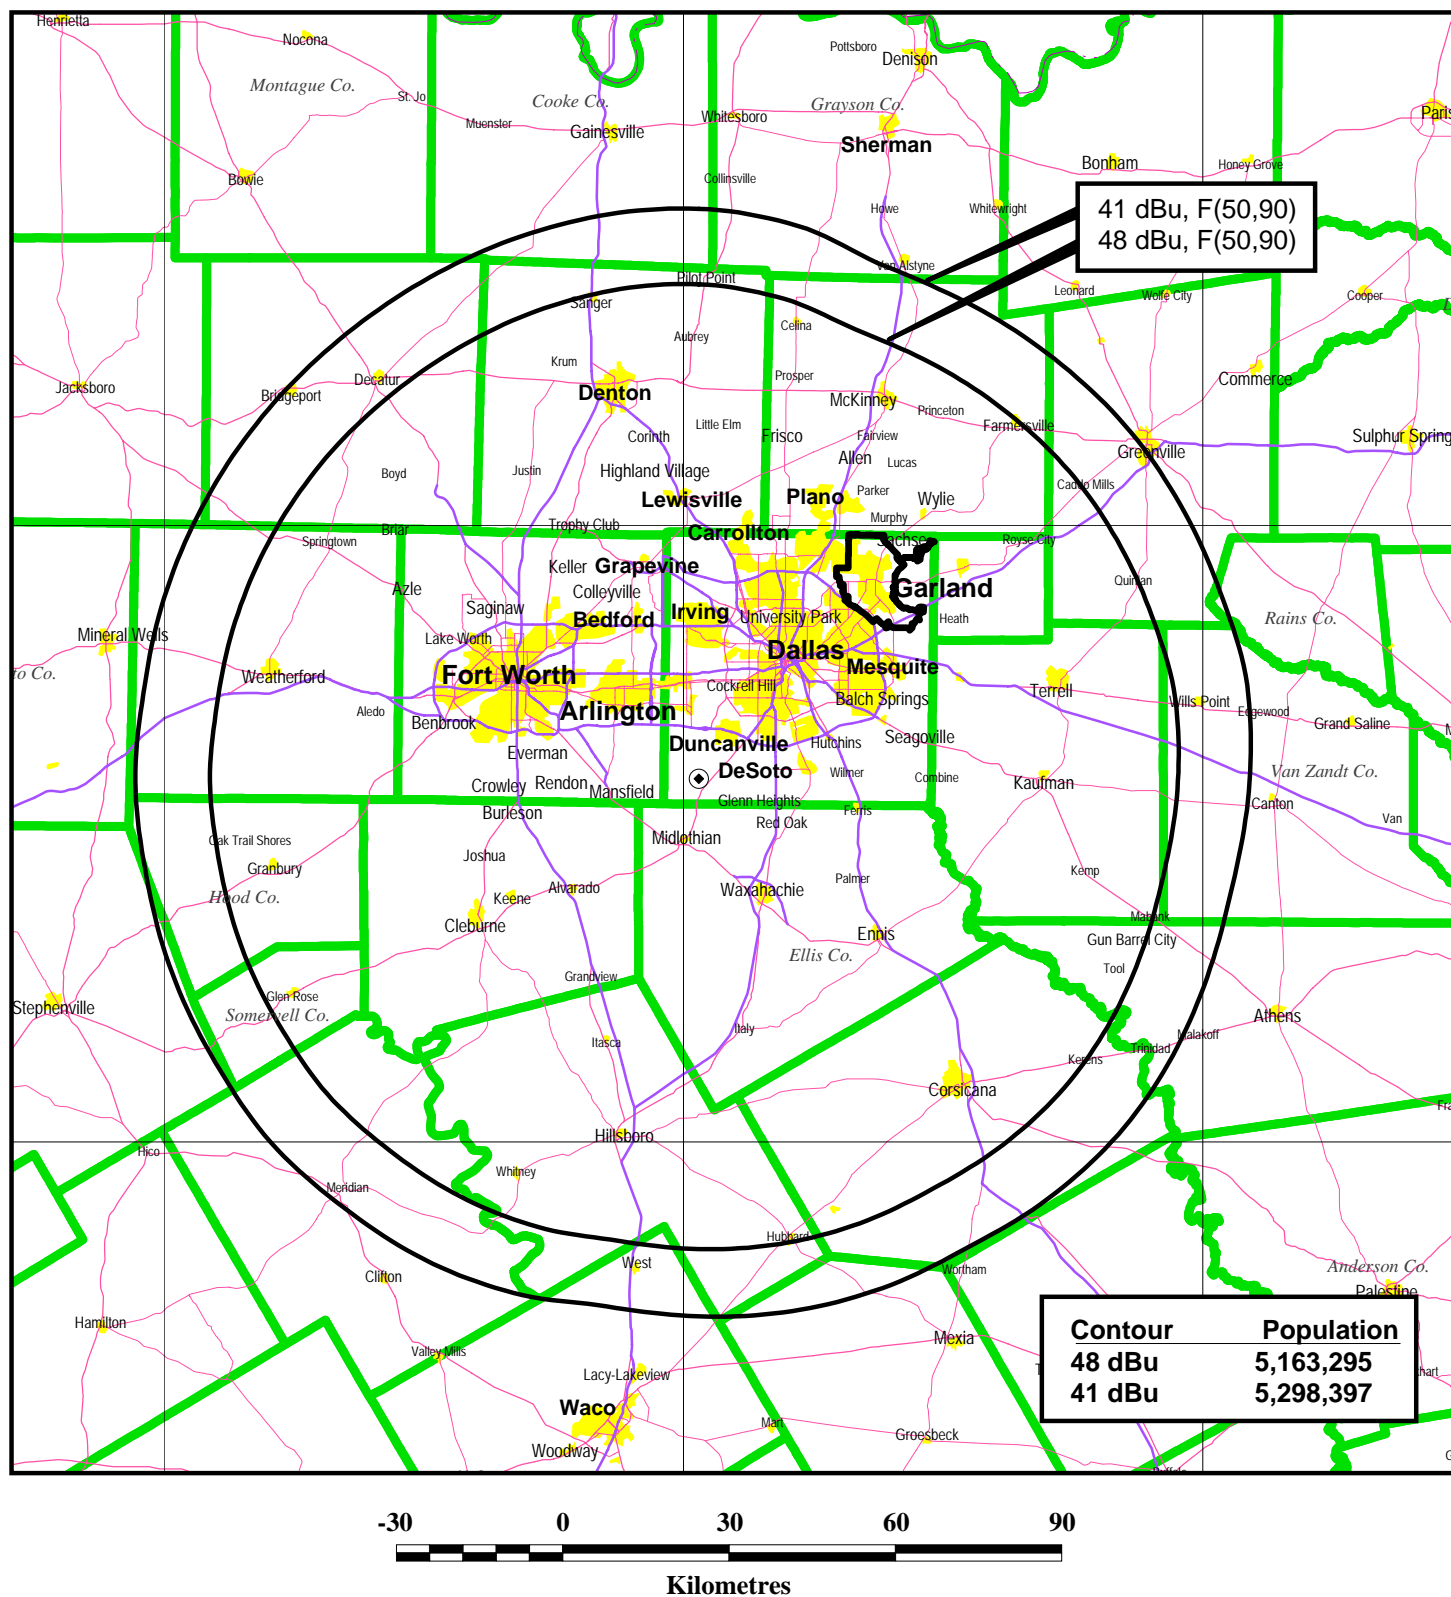 Henrietta
Nocona
Pottsboro
Denison
Montague Co.
St. Jo
Cooke Co.
Grayson Co.
Paris
Muenster
Gainesville
Whitesboro
Sherman
Bonham
Honey Grove
Bowie
Collinsville
Howe
Whitewright
41 dBu, F(50,90)
48 dBu, F(50,90)
Van Alstyne
Pilot Point
Leonard
Wolfe City
Cooper
Sanger
Celina
Aubrey
Krum
Jacksboro
Decatur
Bridgeport
Denton
Prosper
McKinney
Princeton
Commerce
Little Elm
Farmersville
Corinth
Frisco
Fairview
Greenville
Sulphur Spring
Boyd
Justin
Highland Village
Allen
Lucas
Caddo Mills
Lewisville
Plano
Parker
Wylie
Murphy
Briar
Trophy Club
Carrollton
Sachse
Royse City
Springtown
Keller
Grapevine
Azle
Colleyville
Garland
Quinlan
Saginaw
Bedford
Irving
University Park
Heath
Rains Co.
Mineral Wells
Lake Worth
Dallas
to Co.
Weatherford
Fort Worth
Mesquite
Cockrell Hill
Balch Springs
Terrell
Wills Point
Aledo
Benbrook
Arlington
Edgewood
Grand Saline
Everman
Duncanville
Hutchins
Seagoville
DeSoto
Wilmer
Combine
Kaufman
Van Zandt Co.
Crowley
Rendon
Mansfield
Glenn Heights
Ferris
Canton
Burleson
Red Oak
Van
Oak Trail Shores
Midlothian
Granbury
Joshua
Kemp
Hood Co.
Keene
Alvarado
Waxahachie
Palmer
Cleburne
Mabank
Ennis
Gun Barrel City
Ellis Co.
Tool
Grandview
Glen Rose
Stephenville
Somervell Co.
Athens
Italy
Malakoff
Itasca
Trinidad
Kerens
Corsicana
Fra
Hillsboro
Hico
Whitney
Meridian
Hubbard
West
Wortham
Anderson Co.
Clifton
Palestine
Hamilton
Mexia
Contour Population
48 dBu 5,163,295
41 dBu 5,298,397
Valley Mills
Lacy-Lakeview
hart
Waco
Mart
Groesbeck
Woodway
-30 0 30 60 90
Kilometres